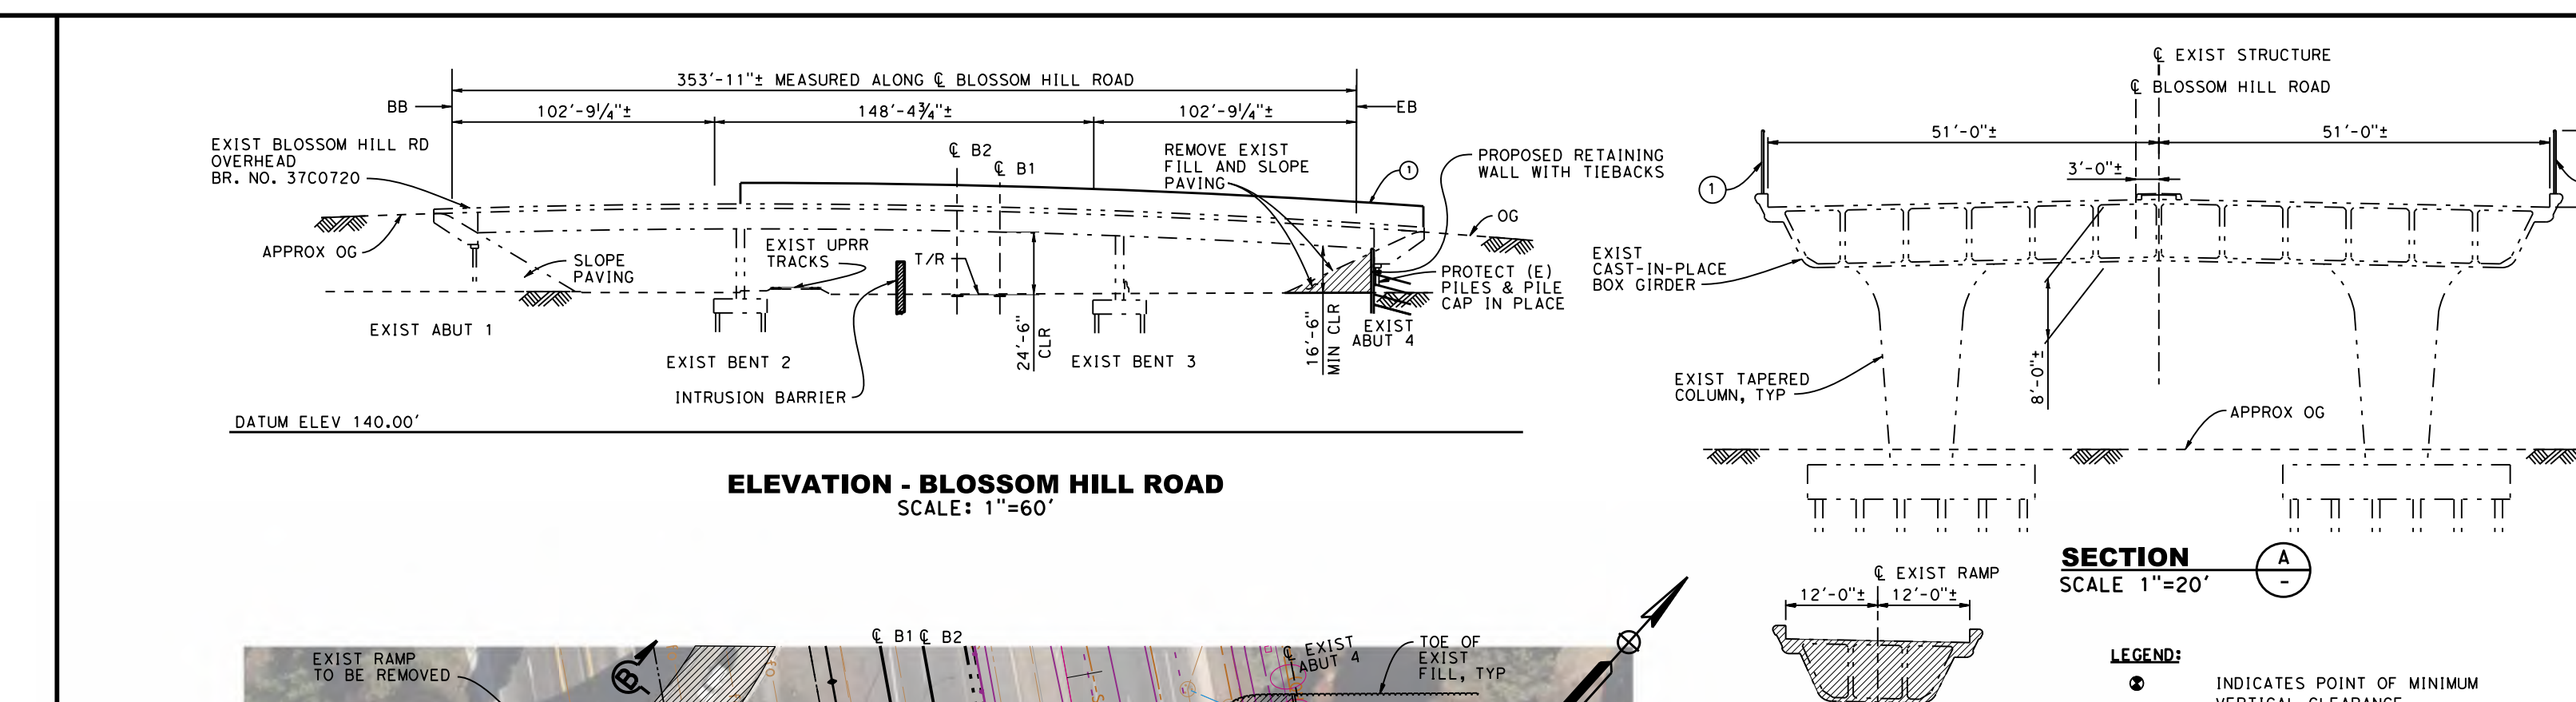 353'-11"± MEASURED ALONG ℄ BLOSSOM HILL ROAD
BB
EB
102'-9¼"±
148'-4¾"±
102'-9¼"±
EXIST BLOSSOM HILL RD
OVERHEAD
BR. NO. 37C0720
℄ B2
℄ B1
REMOVE EXIST
FILL AND SLOPE
PAVING
1
PROPOSED RETAINING
WALL WITH TIEBACKS
OG
APPROX OG
SLOPE
PAVING
EXIST UPRR
TRACKS
T/R
PROTECT (E)
PILES & PILE
CAP IN PLACE
EXIST ABUT 1
EXIST BENT 2
24'-6"
CLR
EXIST BENT 3
16'-6"
MIN CLR
EXIST
ABUT 4
INTRUSION BARRIER
DATUM ELEV 140.00'
ELEVATION - BLOSSOM HILL ROAD
SCALE: 1"=60'
℄ EXIST STRUCTURE
℄ BLOSSOM HILL ROAD
51'-0"±
51'-0"±
3'-0"±
1
EXIST
CAST-IN-PLACE
BOX GIRDER
8'-0"±
EXIST TAPERED
COLUMN, TYP
APPROX OG
SECTION
A
-
SCALE 1"=20'
℄ EXIST RAMP
12'-0"±
12'-0"±
LEGEND:
INDICATES POINT OF MINIMUM
VERTICAL CLEARANCE
EXIST RAMP
TO BE REMOVED
B
℄ B1
℄ B2
℄ EXIST
ABUT 4
TOE OF
EXIST
FILL, TYP